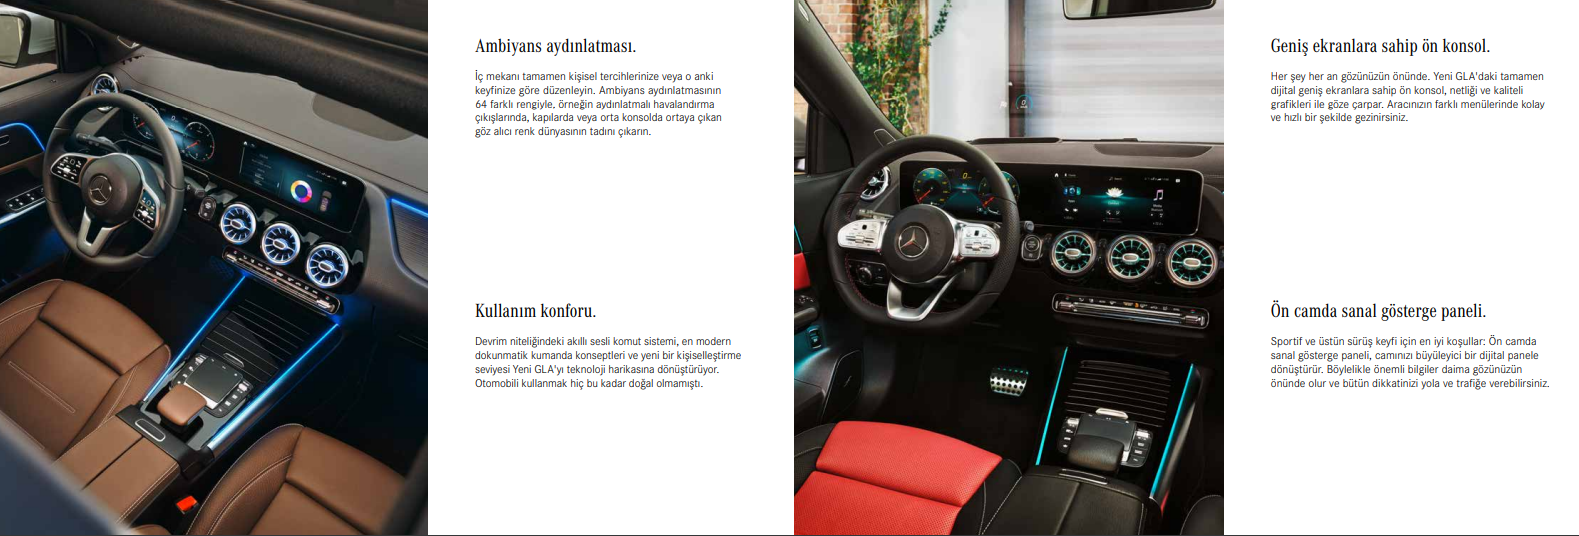 Ambiyans aydınlatması.
İç mekanı tamamen kişisel tercihlerinize veya o anki
keyfinize göre düzenleyin. Ambiyans aydınlatmasının
64 farklı rengiyle, örneğin aydınlatmalı havalandırma
çıkışlarında, kapılarda veya orta konsolda ortaya çıkan
göz alıcı renk dünyasının tadını çıkarın.
Kullanım konforu.
Devrim niteliğindeki akıllı sesli komut sistemi, en modern
dokunmatik kumanda konseptleri ve yeni bir kişiselleştirme
seviyesi Yeni GLA'yı teknoloji harikasına dönüştürüyor.
Otomobili kullanmak hiç bu kadar doğal olmamıştı.
Geniş ekranlara sahip ön konsol.
Her şey her an gözünüzün önünde. Yeni GLA'daki tamamen
dijital geniş ekranlara sahip ön konsol, netliği ve kaliteli
grafikleri ile göze çarpar. Aracınızın farklı menülerinde kolay
ve hızlı bir şekilde gezinirsiniz.
Ön camda sanal gösterge paneli.
Sportif ve üstün sürüş keyfi için en iyi koşullar: Ön camda
sanal gösterge paneli, camınızı büyüleyici bir dijital panele
dönüştürür. Böylelikle önemli bilgiler daima gözünüzün
önünde olur ve bütün dikkatinizi yola ve trafiğe verebilirsiniz.